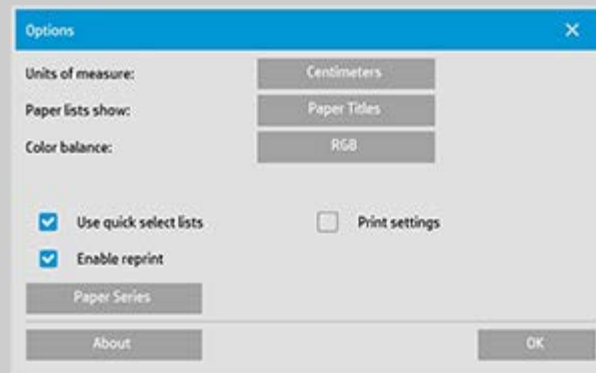 Options
Units of measure: Centimeters
Paper lists show: Paper Titles
Color balance: RGB
Use quick select lists Print settings
Enable reprint
Paper Series
About OK